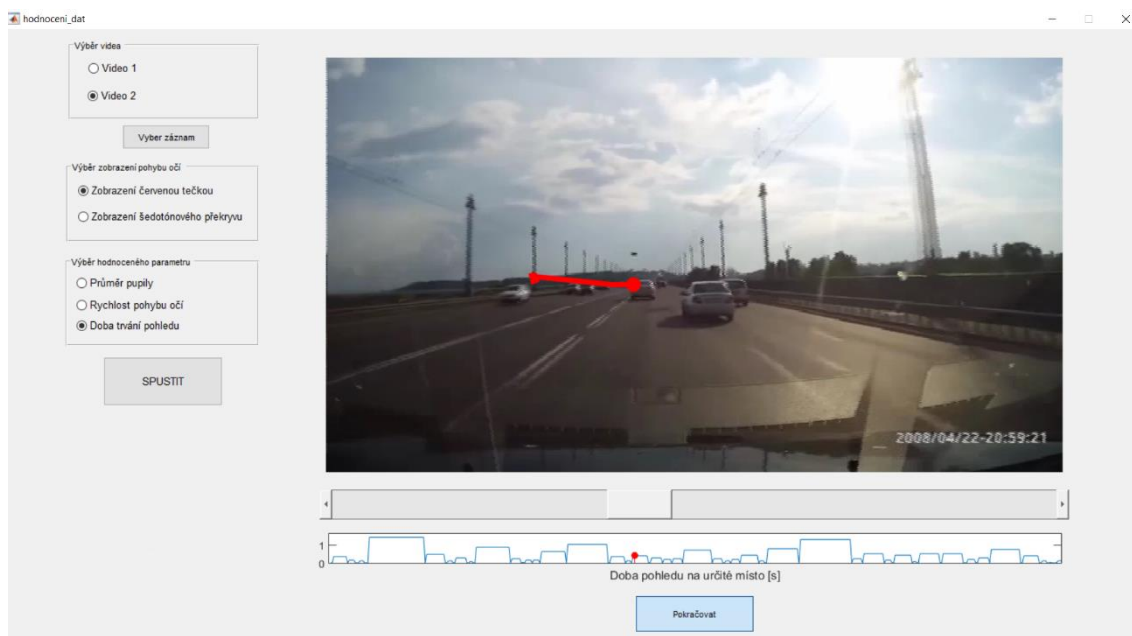 hodnoceni_dat
Výběr videa
Video 1
Video 2
Vyber záznam
Výběr zobrazení pohybu očí
Zobrazení červenou tečkou
Zobrazení šedotónového překryvu
Výběr hodnoceného parametru
Průměr pupily
Rychlost pohybu očí
Doba trvání pohledu
SPUSTIT
2008/04/22-20:59:21
1
0
Doba pohledu na určité místo [s]
Pokračovat